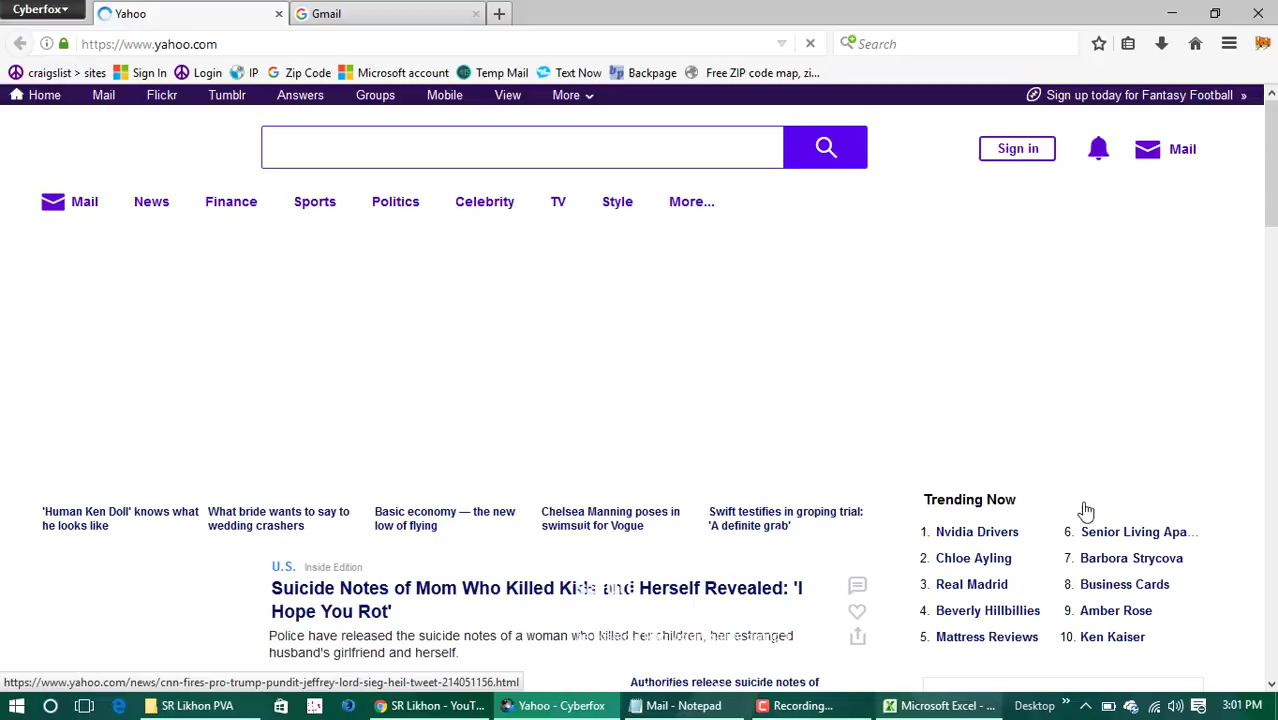 Cyberfox
Yahoo
Gmail
https://www.yahoo.com
Search
craigslist > sites
Sign In
Login
IP
Zip Code
Microsoft account
Temp Mail
Text Now
Backpage
Free ZIP code map, zi...
Home
Mail
Flickr
Tumblr
Answers
Groups
Mobile
View
More
Sign up today for Fantasy Football »
Sign in
Mail
Mail
News
Finance
Sports
Politics
Celebrity
TV
Style
More...
'Human Ken Doll' knows what
he looks like
What bride wants to say to
wedding crashers
Basic economy — the new
low of flying
Chelsea Manning poses in
swimsuit for Vogue
Swift testifies in groping trial:
'A definite grab'
Trending Now
1. Nvidia Drivers
2. Chloe Ayling
3. Real Madrid
4. Beverly Hillbillies
5. Mattress Reviews
6. Senior Living Apa...
7. Barbora Strycova
8. Business Cards
9. Amber Rose
10. Ken Kaiser
U.S. Inside Edition
Suicide Notes of Mom Who Killed Kids and Herself Revealed: 'I
Hope You Rot'
Police have released the suicide notes of a woman who killed her children, her estranged
husband's girlfriend and herself.
Authorities release suicide notes of
https://www.yahoo.com/news/cnn-fires-pro-trump-pundit-jeffrey-lord-sieg-heil-tweet-214051156.html
SR Likhon PVA
SR Likhon - YouT...
Yahoo - Cyberfox
Mail - Notepad
Recording...
Microsoft Excel - ...
Desktop
3:01 PM